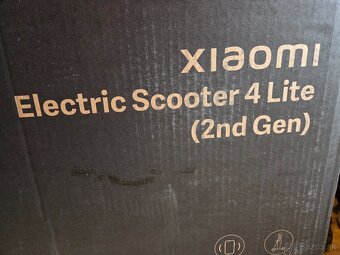 xiaomi
Electric Scooter 4 Lite
(2nd Gen)